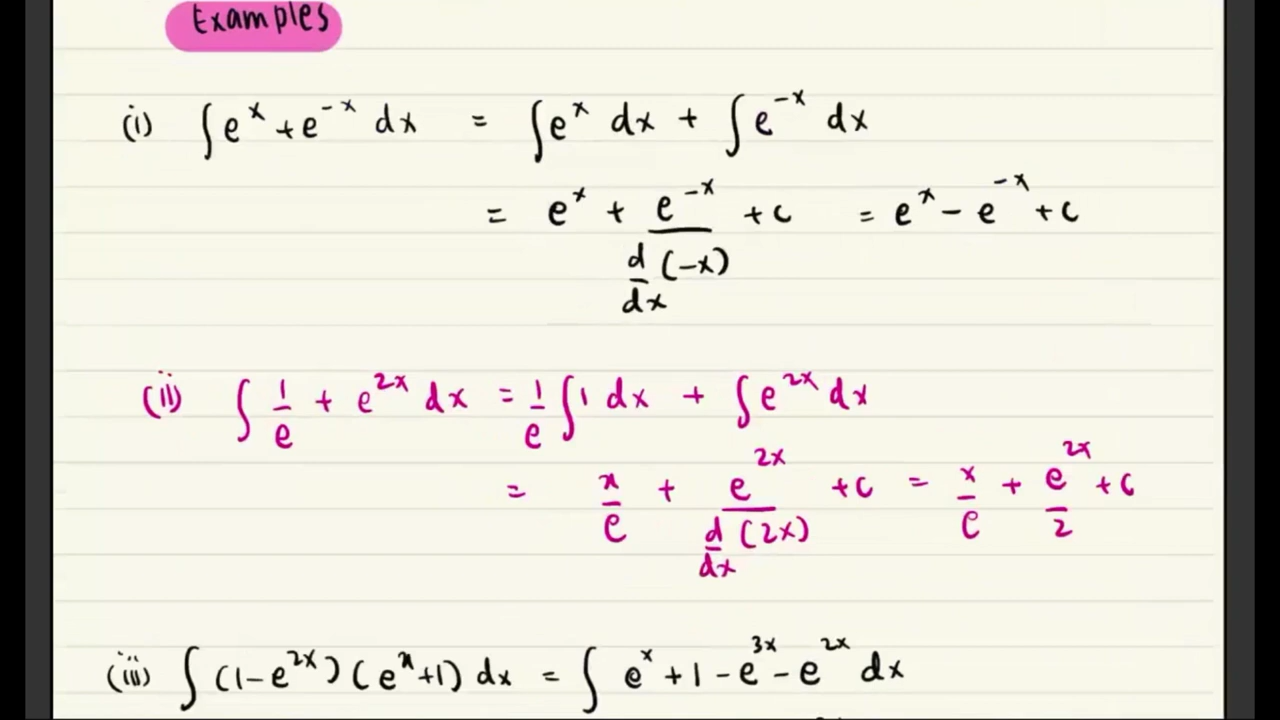 Examples
(i) ∫ e^x + e^-x dx = ∫ e^x dx + ∫ e^-x dx
= e^x + e^-x / (d/dx (-x)) + c = e^x - e^-x + c
(ii) ∫ 1/e + e^2x dx = 1/e ∫ 1 dx + ∫ e^2x dx
= x/e + e^2x / (d/dx (2x)) + c = x/e + e^2x/2 + c
(iii) ∫ (1 - e^2x)(e^x + 1) dx = ∫ e^x + 1 - e^3x - e^2x dx